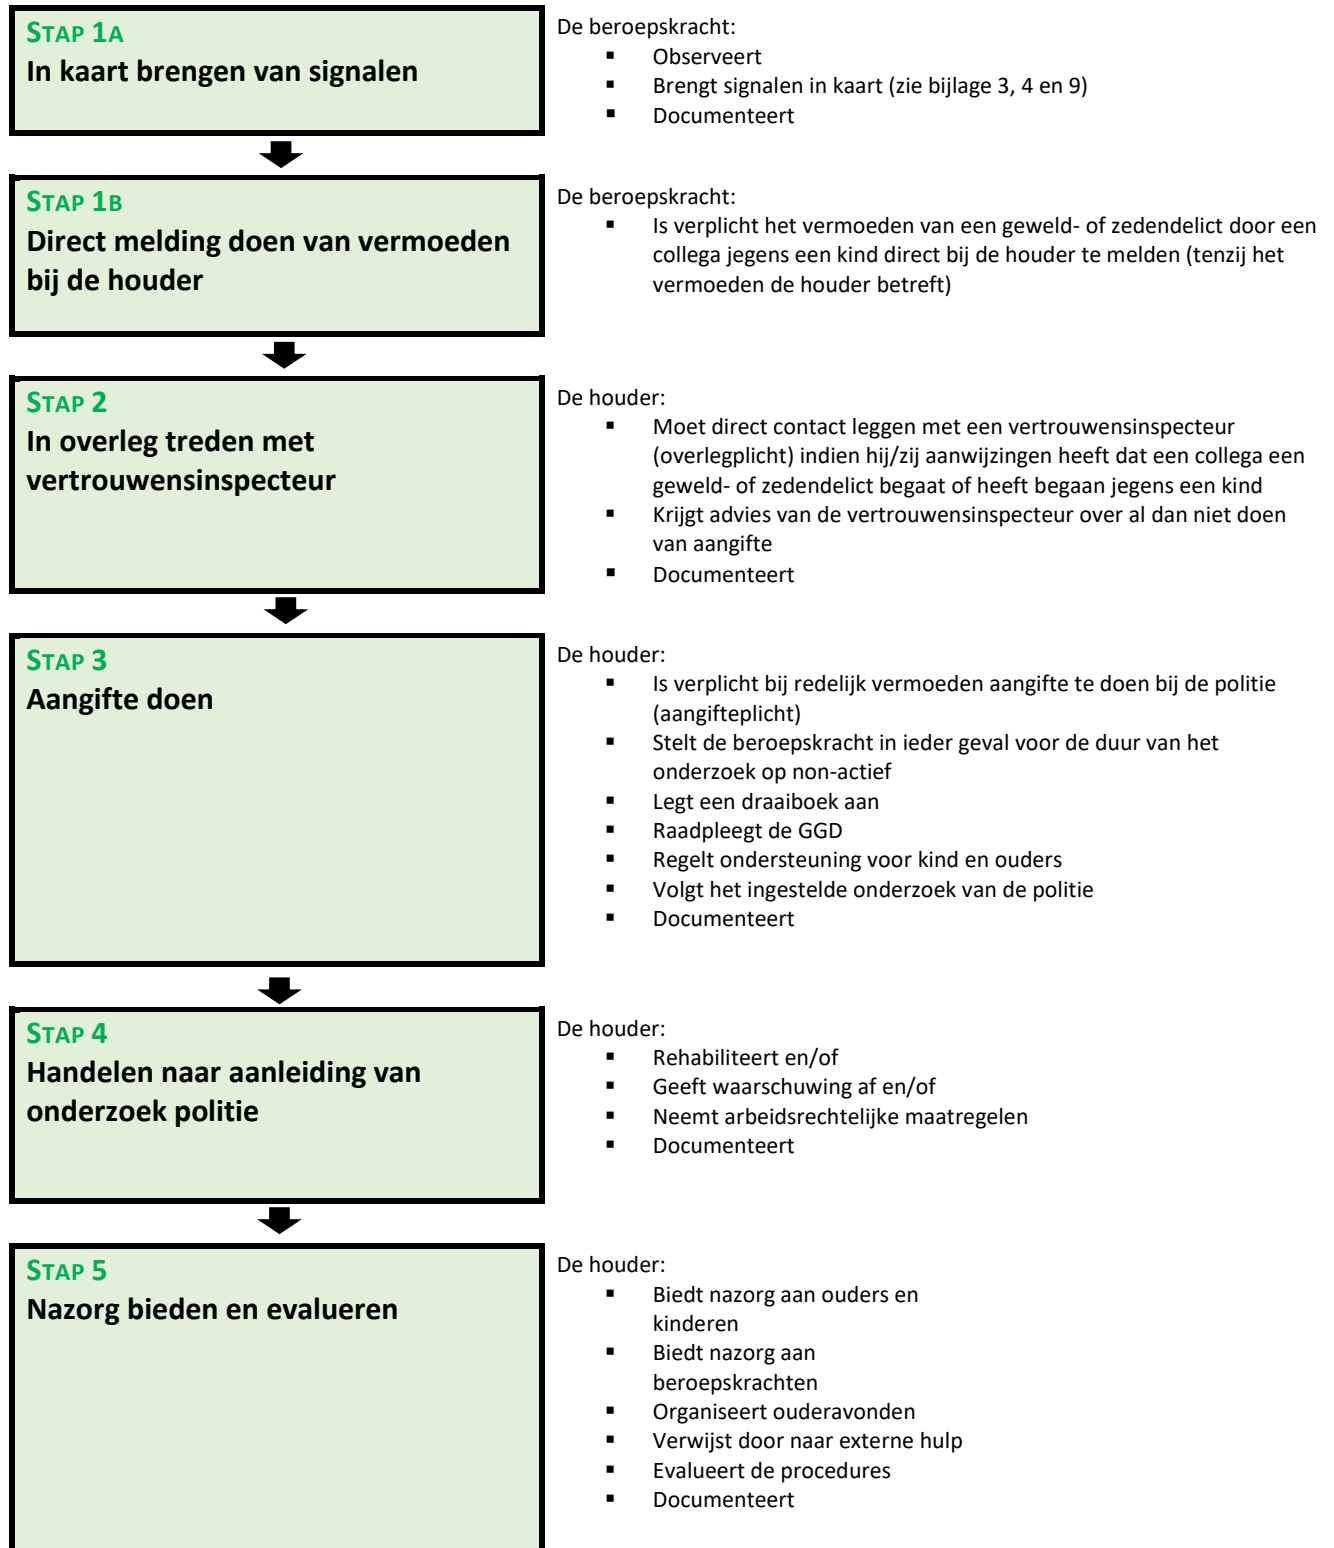 STAP 1A
In kaart brengen van signalen
De beroepskracht:
▪ Observeert
▪ Brengt signalen in kaart (zie bijlage 3, 4 en 9)
▪ Documenteert
STAP 1B
Direct melding doen van vermoeden
bij de houder
De beroepskracht:
▪ Is verplicht het vermoeden van een geweld- of zedendelict door een
collega jegens een kind direct bij de houder te melden (tenzij het
vermoeden de houder betreft)
STAP 2
In overleg treden met
vertrouwensinspecteur
De houder:
▪ Moet direct contact leggen met een vertrouwensinspecteur
(overlegplicht) indien hij/zij aanwijzingen heeft dat een collega een
geweld- of zedendelict begaat of heeft begaan jegens een kind
▪ Krijgt advies van de vertrouwensinspecteur over al dan niet doen
van aangifte
▪ Documenteert
STAP 3
Aangifte doen
De houder:
▪ Is verplicht bij redelijk vermoeden aangifte te doen bij de politie
(aangifteplicht)
▪ Stelt de beroepskracht in ieder geval voor de duur van het
onderzoek op non-actief
▪ Legt een draaiboek aan
▪ Raadpleegt de GGD
▪ Regelt ondersteuning voor kind en ouders
▪ Volgt het ingestelde onderzoek van de politie
▪ Documenteert
STAP 4
Handelen naar aanleiding van
onderzoek politie
De houder:
▪ Rehabiliteert en/of
▪ Geeft waarschuwing af en/of
▪ Neemt arbeidsrechtelijke maatregelen
▪ Documenteert
STAP 5
Nazorg bieden en evalueren
De houder:
▪ Biedt nazorg aan ouders en
kinderen
▪ Biedt nazorg aan
beroepskrachten
▪ Organiseert ouderavonden
▪ Verwijst door naar externe hulp
▪ Evalueert de procedures
▪ Documenteert